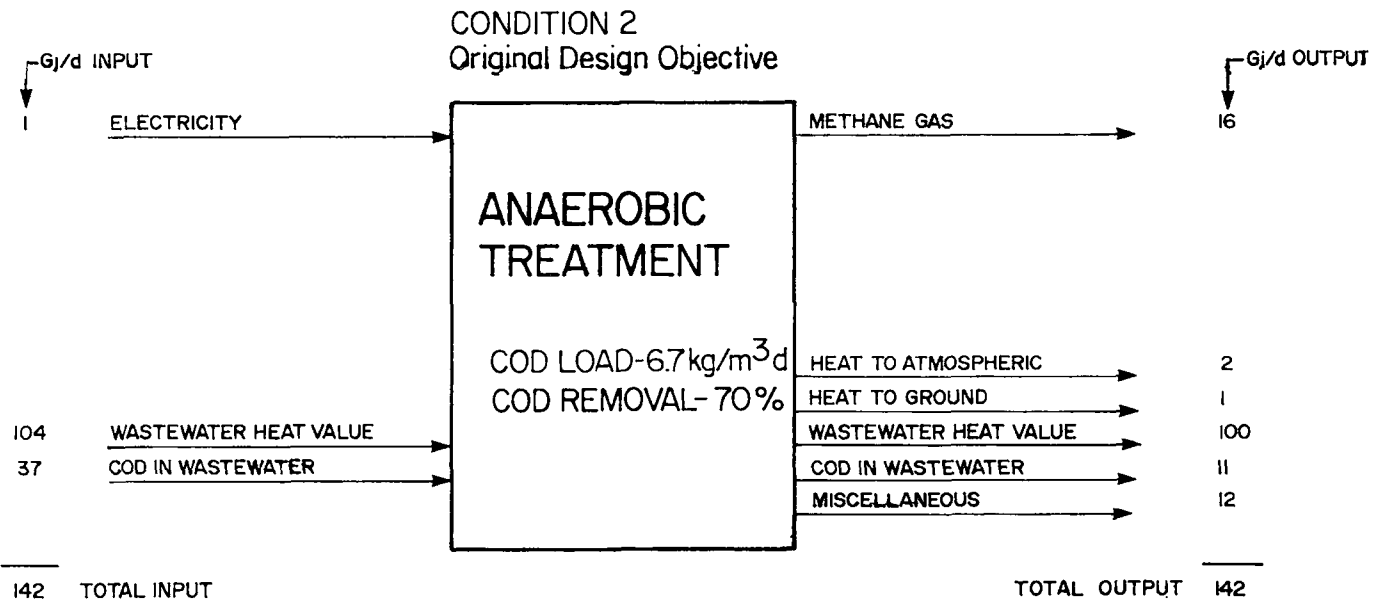 CONDITION 2
Original Design Objective
Gj/d INPUT
Gj/d OUTPUT
1 ELECTRICITY
METHANE GAS 16
ANAEROBIC
TREATMENT
COD LOAD-6.7kg/m³d
COD REMOVAL-70%
HEAT TO ATMOSPHERIC 2
HEAT TO GROUND 1
104 WASTEWATER HEAT VALUE
WASTEWATER HEAT VALUE 100
37 COD IN WASTEWATER
COD IN WASTEWATER 11
MISCELLANEOUS 12
142 TOTAL INPUT
TOTAL OUTPUT 142